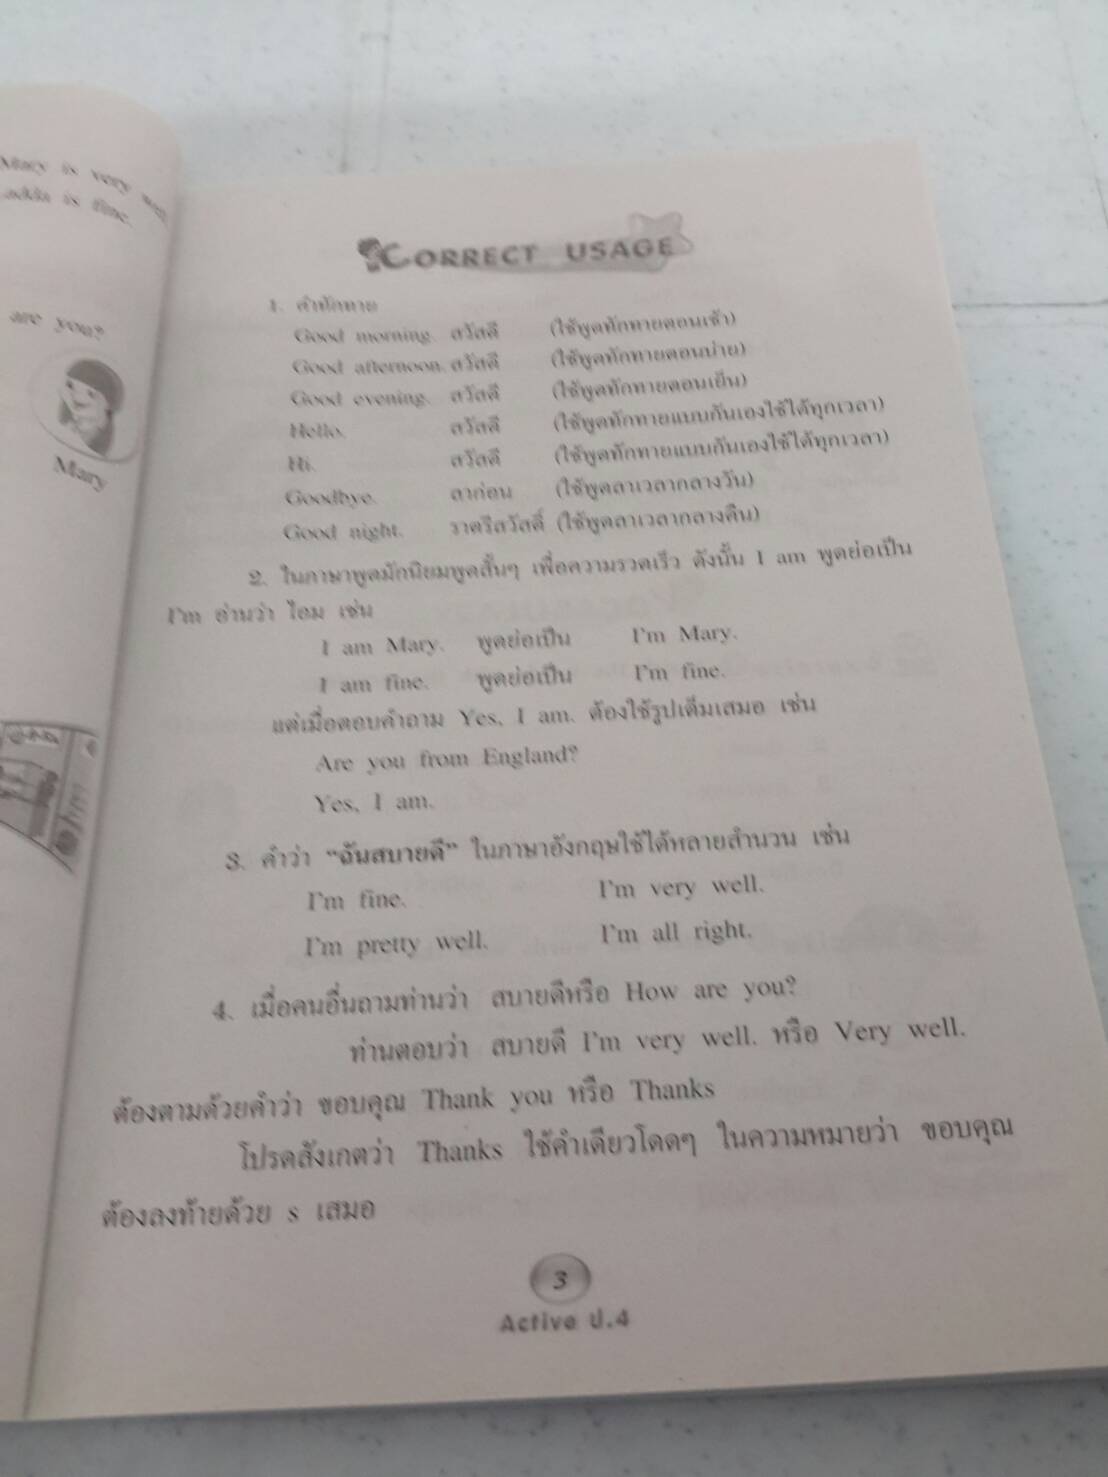 Mary is very well
is fine.
are you?
Mary
CORRECT USAGE
1. คำทักทาย
Good morning. สวัสดี (ใช้พูดทักทายตอนเช้า)
Good afternoon. สวัสดี (ใช้พูดทักทายตอนบ่าย)
Good evening. สวัสดี (ใช้พูดทักทายตอนเย็น)
Hello. สวัสดี (ใช้พูดทักทายแบบกันเองใช้ได้ทุกเวลา)
Hi. สวัสดี (ใช้พูดทักทายแบบกันเองใช้ได้ทุกเวลา)
Goodbye. ลาก่อน (ใช้พูดลาเวลากลางวัน)
Good night. ราตรีสวัสดิ์ (ใช้พูดลาเวลากลางคืน)
2. ในภาษาพูดมักนิยมพูดสั้นๆ เพื่อความรวดเร็ว ดังนั้น I am พูดย่อเป็น
I'm อ่านว่า ไอม เช่น
I am Mary. พูดย่อเป็น I'm Mary.
I am fine. พูดย่อเป็น I'm fine.
แต่เมื่อตอบคำถาม Yes, I am. ต้องใช้รูปเต็มเสมอ เช่น
Are you from England?
Yes, I am.
3. คำว่า “ฉันสบายดี” ในภาษาอังกฤษใช้ได้หลายสำนวน เช่น
I'm fine. I'm very well.
I'm pretty well. I'm all right.
4. เมื่อคนอื่นถามท่านว่า สบายดีหรือ How are you?
ท่านตอบว่า สบายดี I'm very well. หรือ Very well.
ต้องตามด้วยคำว่า ขอบคุณ Thank you หรือ Thanks
โปรดสังเกตว่า Thanks ใช้คำเดียวโดดๆ ในความหมายว่า ขอบคุณ
ต้องลงท้ายด้วย s เสมอ
3
Active ป.4